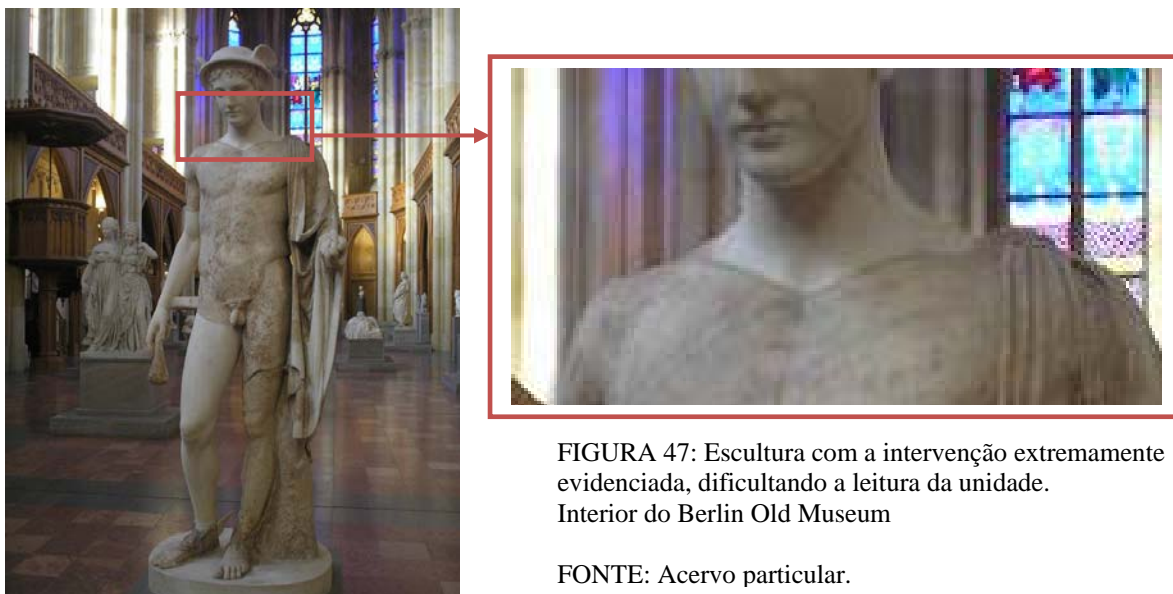 FIGURA 47: Escultura com a intervenção extremamente
evidenciada, dificultando a leitura da unidade.
Interior do Berlin Old Museum
FONTE: Acervo particular.